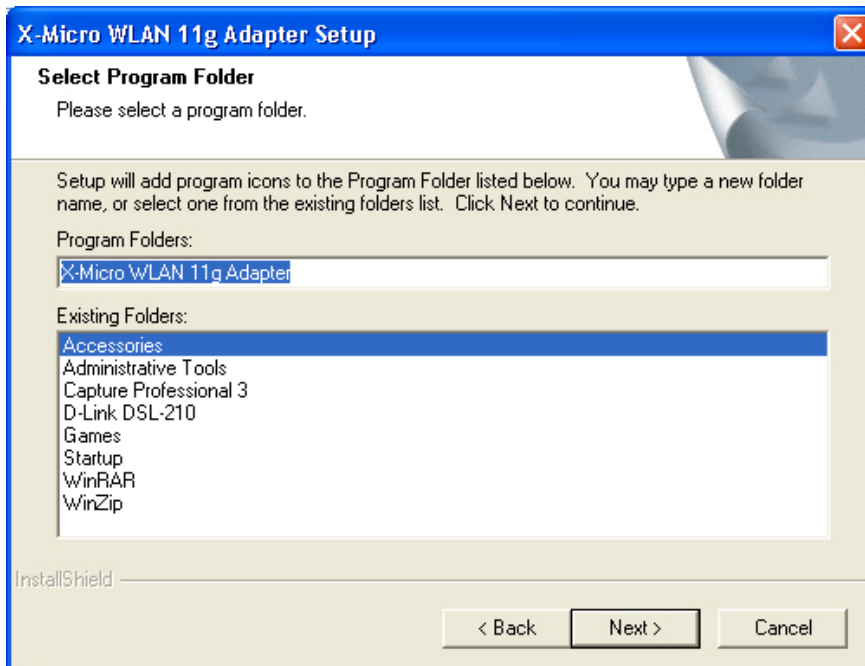 X-Micro WLAN 11g Adapter Setup
Select Program Folder
Please select a program folder.
Setup will add program icons to the Program Folder listed below.  You may type a new folder
name, or select one from the existing folders list.  Click Next to continue.
Program Folders:
X-Micro WLAN 11g Adapter
Existing Folders:
Accessories
Administrative Tools
Capture Professional 3
D-Link DSL-210
Games
Startup
WinRAR
WinZip
InstallShield
< Back
Next >
Cancel